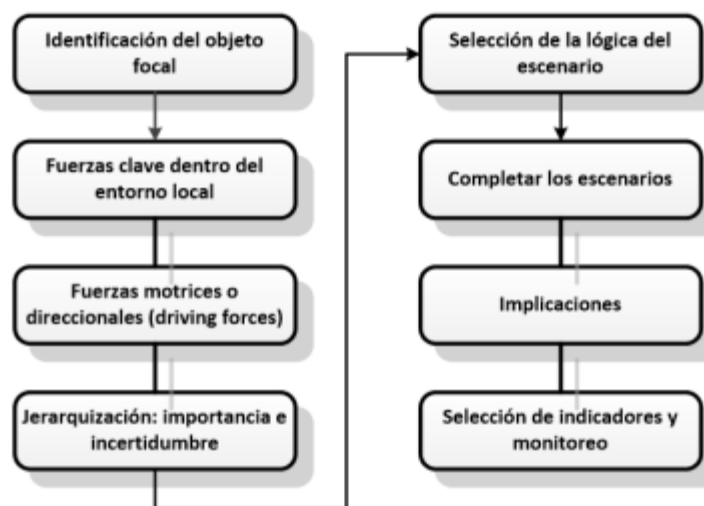 Identificación del objeto
focal
Fuerzas clave dentro del
entorno local
Fuerzas motrices o
direccionales (driving forces)
Jerarquización: importancia e
incertidumbre
Selección de la lógica del
escenario
Completar los escenarios
Implicaciones
Selección de indicadores y
monitoreo